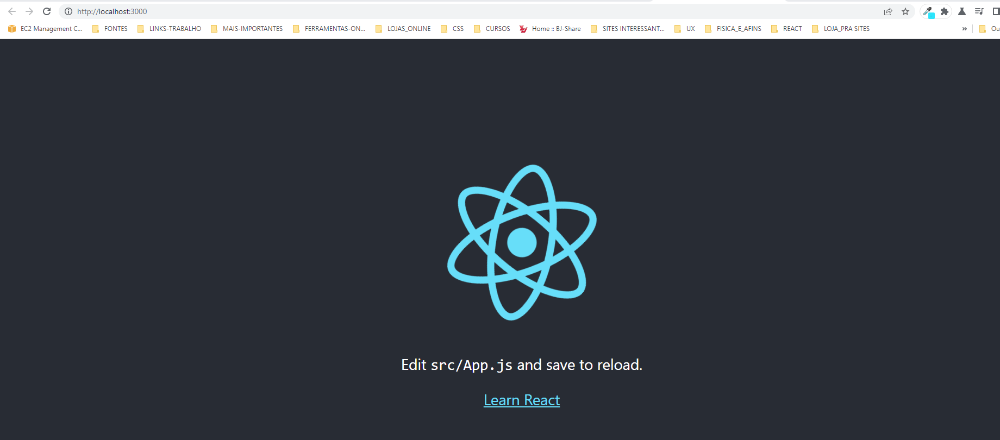 http://localhost:3000
EC2 Management C... FONTES LINKS-TRABALHO MAIS-IMPORTANTES FERRAMENTAS-ON... LOJAS_ONLINE CSS CURSOS Home :: BJ-Share SITES INTERESSANT... UX FISICA_E_AFINS REACT LOJA_PRA SITES » Ou
Edit src/App.js and save to reload.
Learn React